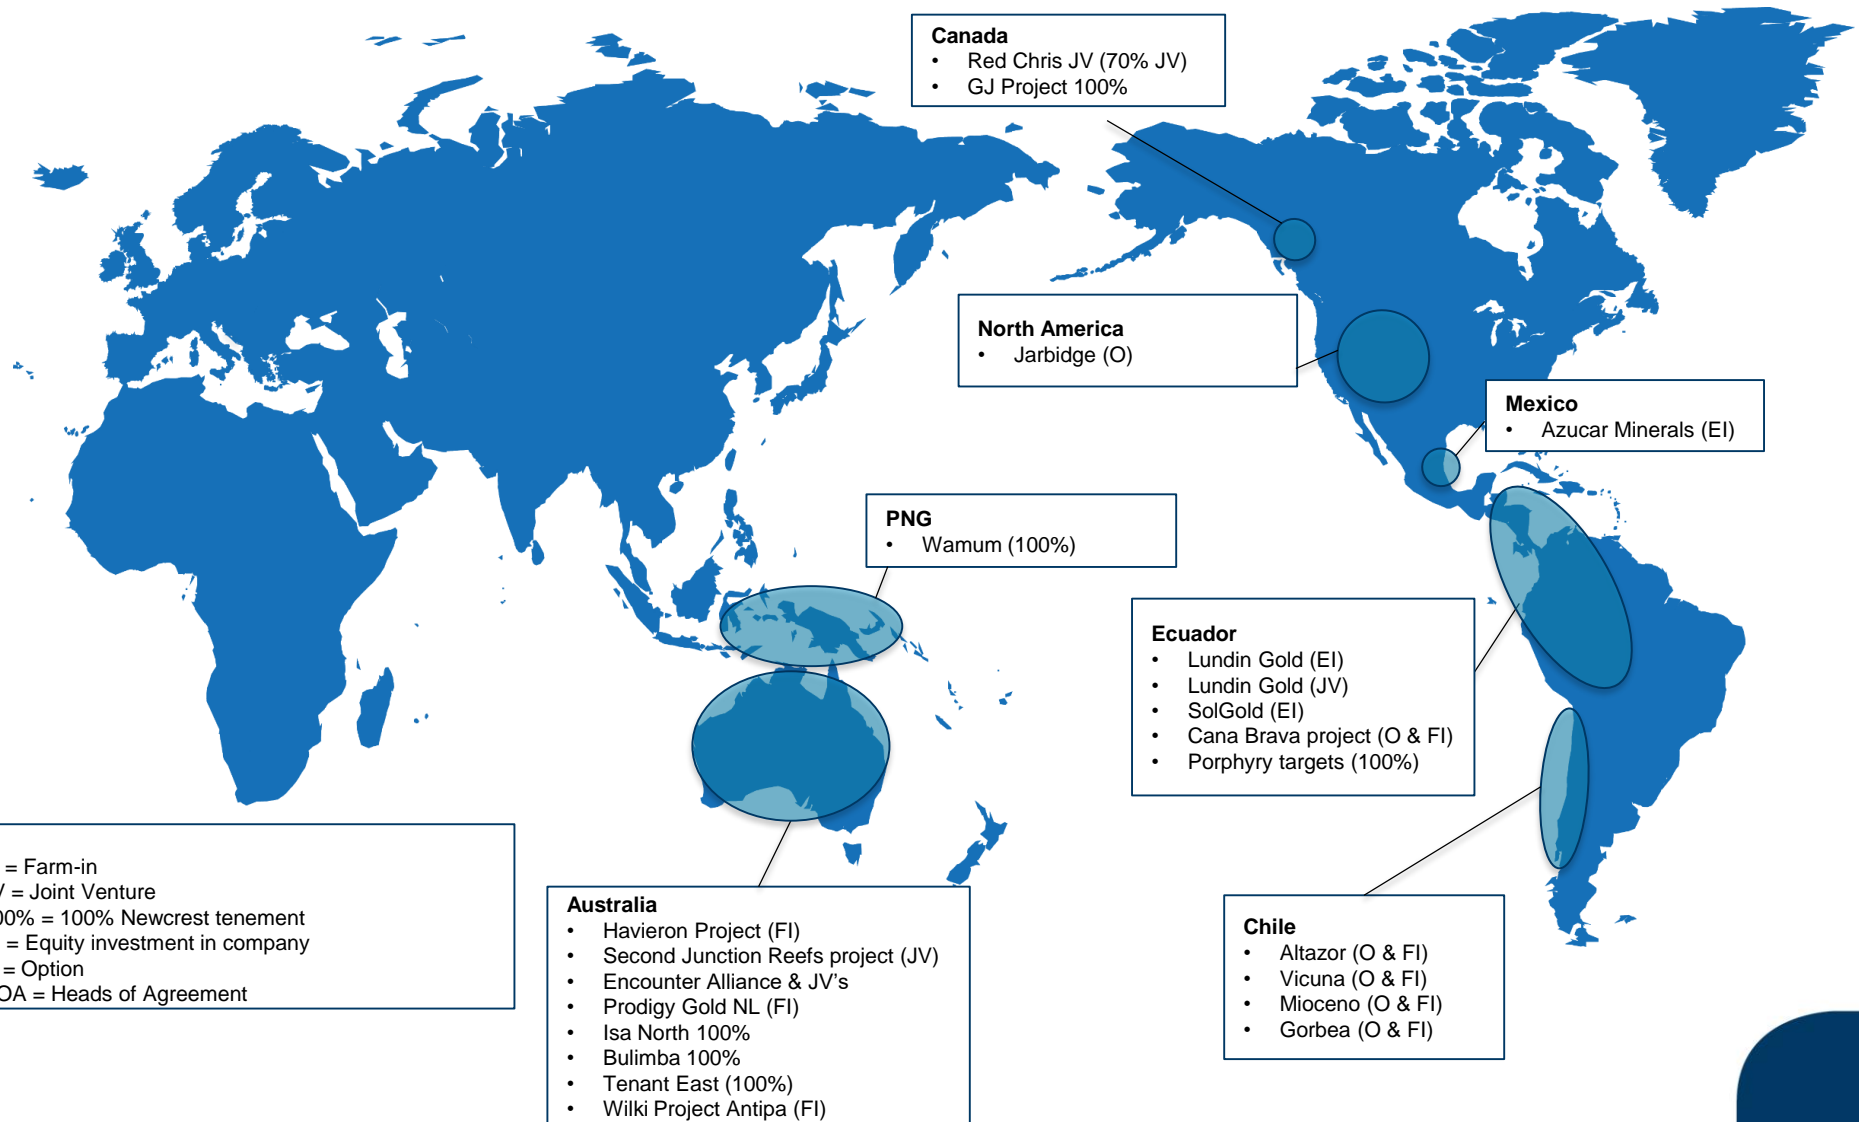 Canada
• Red Chris JV (70% JV)
• GJ Project 100%
North America
• Jarbidge (O)
Mexico
• Azucar Minerals (EI)
PNG
• Wamum (100%)
Ecuador
• Lundin Gold (EI)
• Lundin Gold (JV)
• SolGold (EI)
• Cana Brava project (O & FI)
• Porphyry targets (100%)
= Farm-in
= Joint Venture
= 100% Newcrest tenement
= Equity investment in company
= Option
= Heads of Agreement
Australia
• Havieron Project (FI)
• Second Junction Reefs project (JV)
• Encounter Alliance & JV's
• Prodigy Gold NL (FI)
• Isa North 100%
• Bulimba 100%
• Tenant East (100%)
• Wilki Project Antipa (FI)
Chile
• Altazor (O & FI)
• Vicuna (O & FI)
• Mioceno (O & FI)
• Gorbea (O & FI)